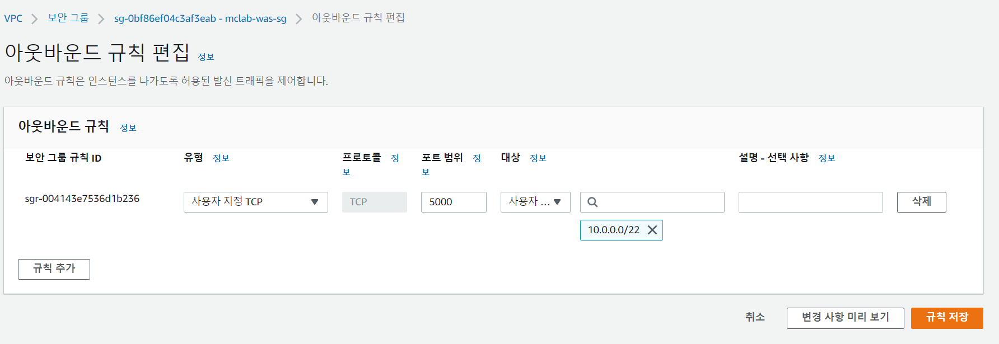 VPC > 보안 그룹 > sg-0bf86ef04c3af3eab - mclab-was-sg > 아웃바운드 규칙 편집
아웃바운드 규칙 편집 정보
아웃바운드 규칙은 인스턴스를 나가도록 허용된 발신 트래픽을 제어합니다.
아웃바운드 규칙 정보
보안 그룹 규칙 ID
유형 정보
프로토콜 정
보
포트 범위 정
보
대상 정보
설명 - 선택 사항 정보
sgr-004143e7536d1b236
사용자 지정 TCP
TCP
5000
사용자 ...
삭제
10.0.0.0/22
규칙 추가
취소
변경 사항 미리 보기
규칙 저장